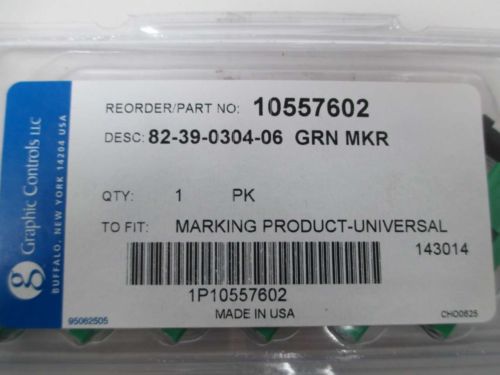 Graphic Controls LLC
BUFFALO, NEW YORK 14204 USA
REORDER/PART NO: 10557602
DESC: 82-39-0304-06 GRN MKR
QTY: 1 PK
TO FIT: MARKING PRODUCT-UNIVERSAL
143014
1P10557602
MADE IN USA
95062505
CHO0625